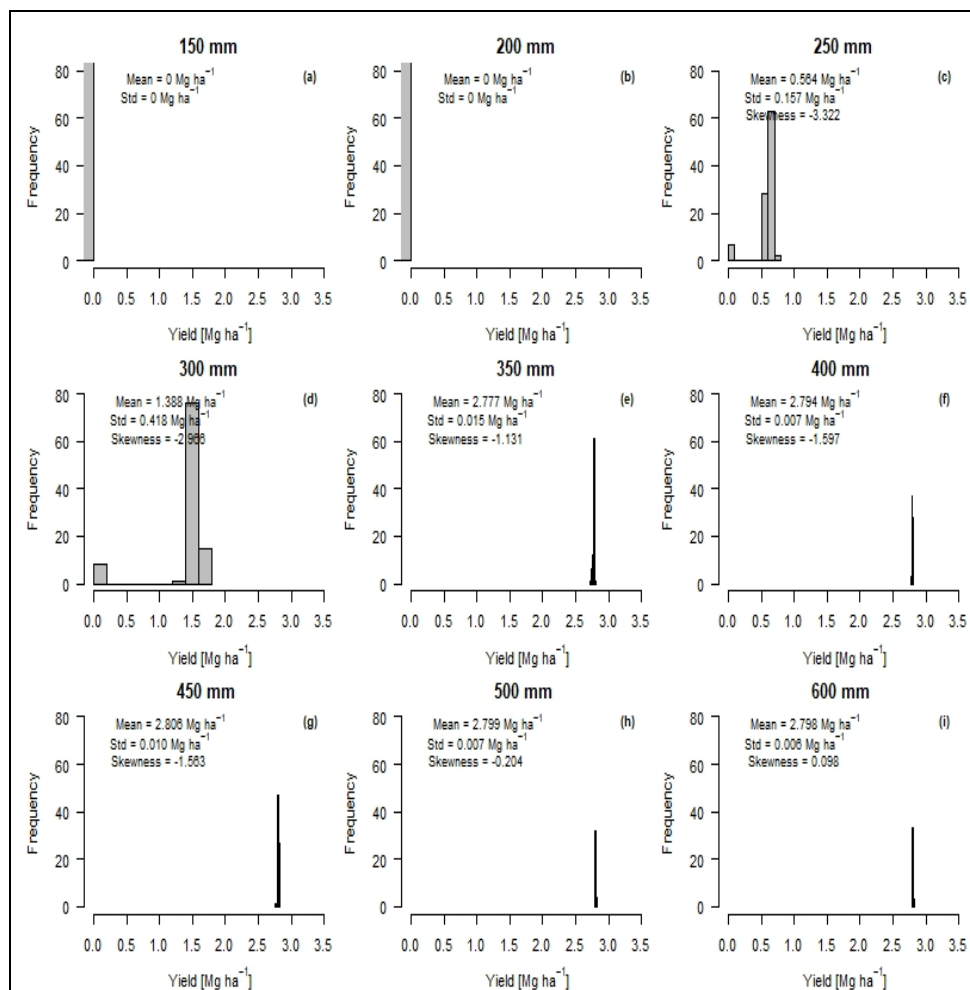 150 mm
Mean = 0 Mg ha⁻¹
Std = 0 Mg ha⁻¹
(a)
Frequency
80
60
40
20
0
0.0 0.5 1.0 1.5 2.0 2.5 3.0 3.5
Yield [Mg ha⁻¹]
200 mm
Mean = 0 Mg ha⁻¹
Std = 0 Mg ha⁻¹
(b)
Frequency
80
60
40
20
0
0.0 0.5 1.0 1.5 2.0 2.5 3.0 3.5
Yield [Mg ha⁻¹]
250 mm
Mean = 0.564 Mg ha⁻¹
Std = 0.157 Mg ha⁻¹
Skewness = -3.322
(c)
Frequency
80
60
40
20
0
0.0 0.5 1.0 1.5 2.0 2.5 3.0 3.5
Yield [Mg ha⁻¹]
300 mm
Mean = 1.388 Mg ha⁻¹
Std = 0.418 Mg ha⁻¹
Skewness = -2.966
(d)
Frequency
80
60
40
20
0
0.0 0.5 1.0 1.5 2.0 2.5 3.0 3.5
Yield [Mg ha⁻¹]
350 mm
Mean = 2.777 Mg ha⁻¹
Std = 0.015 Mg ha⁻¹
Skewness = -1.131
(e)
Frequency
80
60
40
20
0
0.0 0.5 1.0 1.5 2.0 2.5 3.0 3.5
Yield [Mg ha⁻¹]
400 mm
Mean = 2.794 Mg ha⁻¹
Std = 0.007 Mg ha⁻¹
Skewness = -1.597
(f)
Frequency
80
60
40
20
0
0.0 0.5 1.0 1.5 2.0 2.5 3.0 3.5
Yield [Mg ha⁻¹]
450 mm
Mean = 2.806 Mg ha⁻¹
Std = 0.010 Mg ha⁻¹
Skewness = -1.563
(g)
Frequency
80
60
40
20
0
0.0 0.5 1.0 1.5 2.0 2.5 3.0 3.5
Yield [Mg ha⁻¹]
500 mm
Mean = 2.799 Mg ha⁻¹
Std = 0.007 Mg ha⁻¹
Skewness = -0.204
(h)
Frequency
80
60
40
20
0
0.0 0.5 1.0 1.5 2.0 2.5 3.0 3.5
Yield [Mg ha⁻¹]
600 mm
Mean = 2.798 Mg ha⁻¹
Std = 0.006 Mg ha⁻¹
Skewness = 0.098
(i)
Frequency
80
60
40
20
0
0.0 0.5 1.0 1.5 2.0 2.5 3.0 3.5
Yield [Mg ha⁻¹]